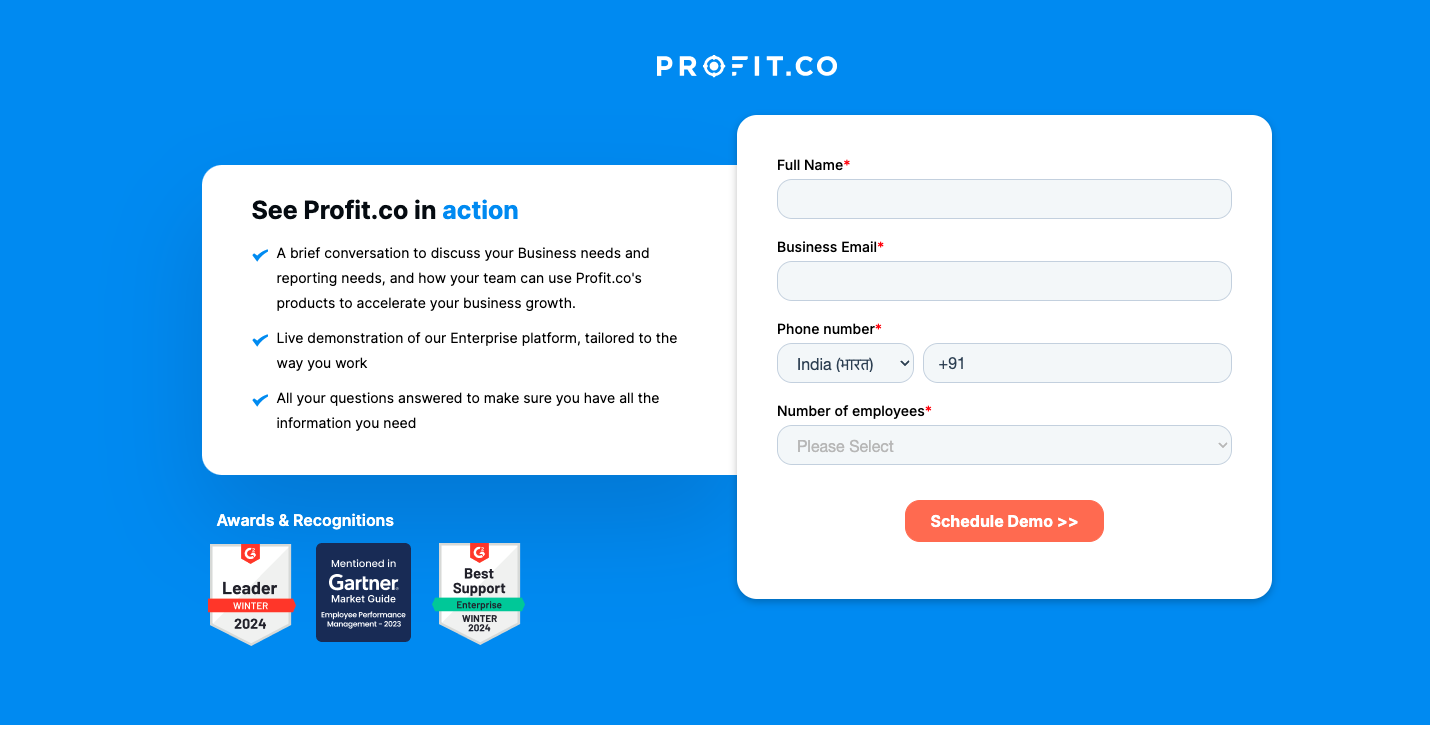 PROFIT.CO
See Profit.co in action
A brief conversation to discuss your Business needs and
reporting needs, and how your team can use Profit.co's
products to accelerate your business growth.
Live demonstration of our Enterprise platform, tailored to the
way you work
All your questions answered to make sure you have all the
information you need
Awards & Recognitions
Leader
WINTER
2024
Mentioned in
Gartner®
Market Guide
Employee Performance
Management - 2023
Best
Support
Enterprise
WINTER
2024
Full Name*
Business Email*
Phone number*
India (भारत)
+91
Number of employees*
Please Select
Schedule Demo >>